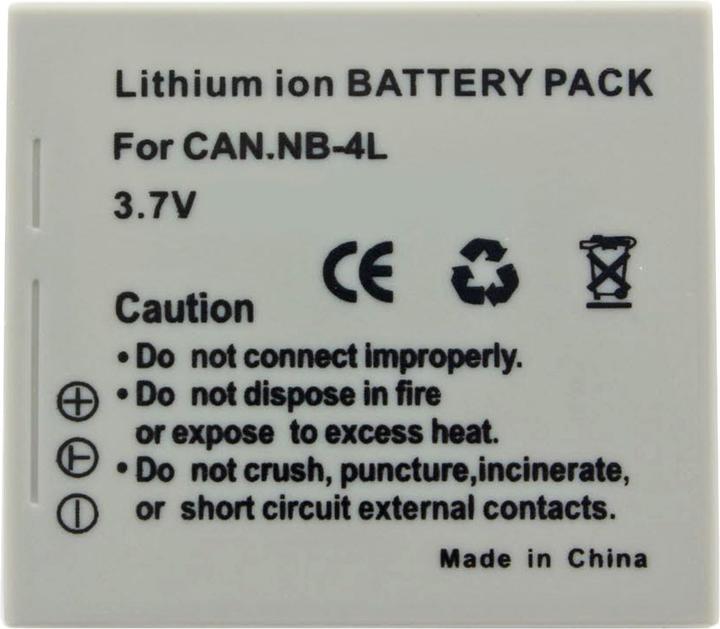 Lithium ion BATTERY PACK
For CAN.NB-4L
3.7V
CE
Caution
• Do not connect improperly.
• Do not dispose in fire
or expose to excess heat.
• Do not crush, puncture,incinerate,
or short circuit external contacts.
+
T
−
Made in China